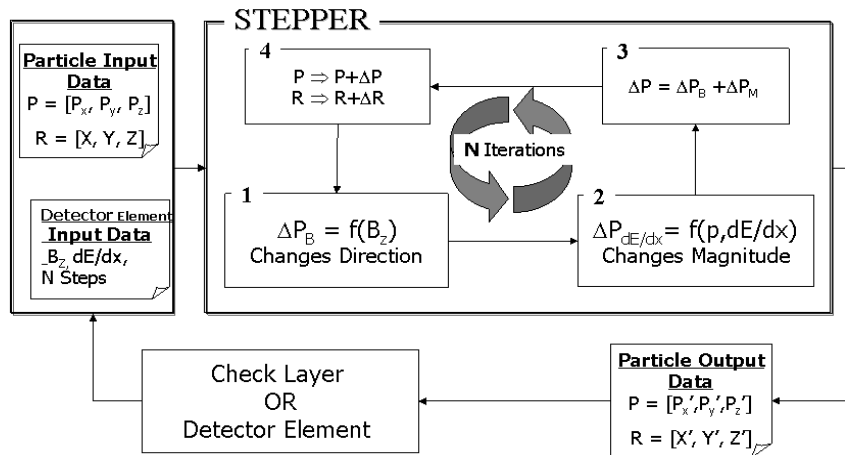 STEPPER
Particle Input
Data
P = [Px, Py, Pz]
R = [X, Y, Z]
Detector Element
Input Data
_Bz, dE/dx,
N Steps
4
P ⇒ P+ΔP
R ⇒ R+ΔR
3
ΔP = ΔPB +ΔPM
N Iterations
1
ΔPB = f(Bz)
Changes Direction
2
ΔPdE/dx= f(p,dE/dx)
Changes Magnitude
Check Layer
OR
Detector Element
Particle Output
Data
P = [Px′,Py′,Pz′]
R = [X′, Y′, Z′]